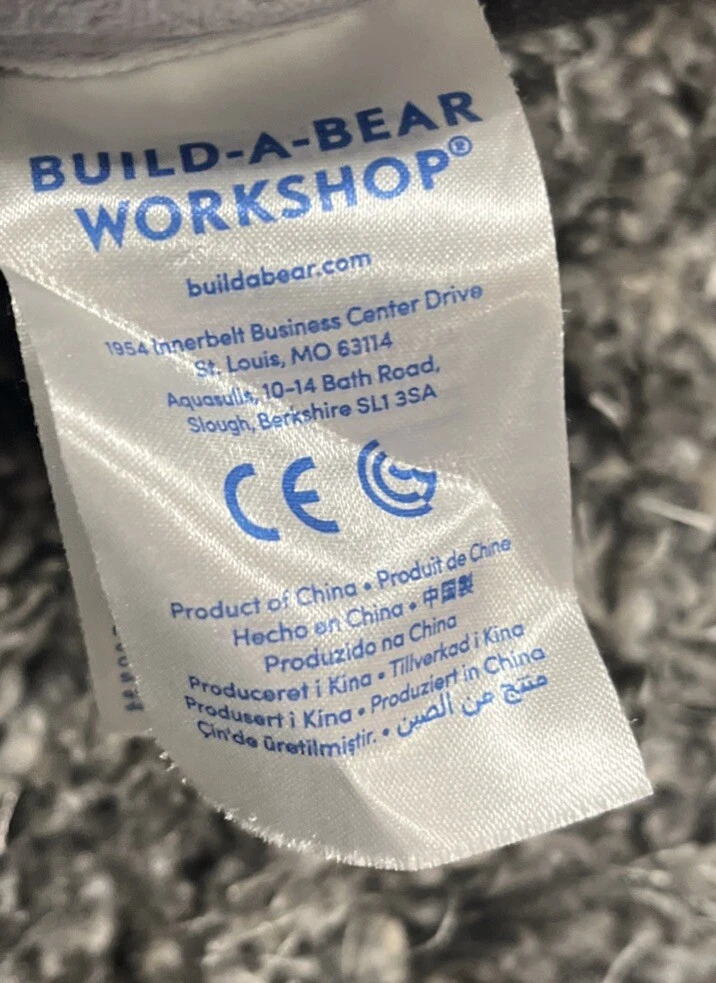 BUILD-A-BEAR
WORKSHOP®
buildabear.com
1954 Innerbelt Business Center Drive
St. Louis, MO 63114
Aquasulis, 10-14 Bath Road,
Slough, Berkshire SL1 3SA
CE
Product of China • Produit de Chine
Hecho en China • 中国製
Produzido na China
Produceret i Kina • Tillverkad i Kina
Produsert i Kina • Produziert in China
Çin'de üretilmiştir. • منتج من الصين